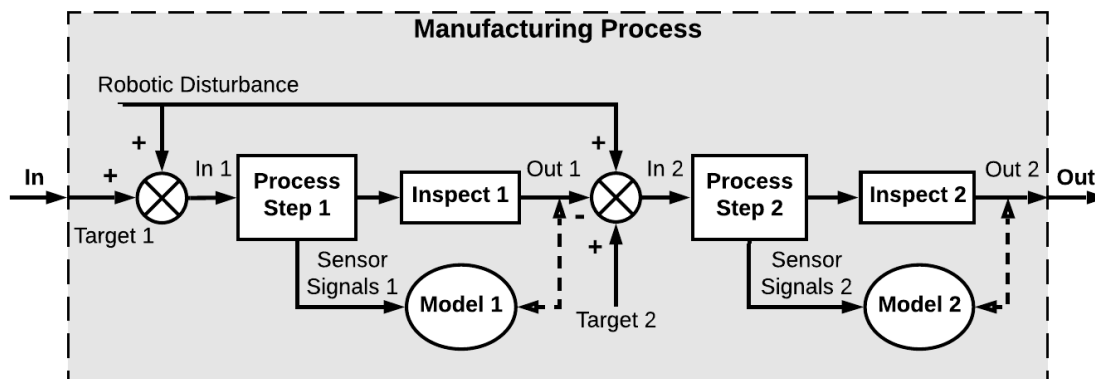 Manufacturing Process
Robotic Disturbance
+
+
In
+
In 1
Process
Step 1
Inspect 1
Out 1
-
In 2
Process
Step 2
Inspect 2
Out 2
Out
Target 1
+
Sensor
Signals 1
Model 1
Target 2
Sensor
Signals 2
Model 2